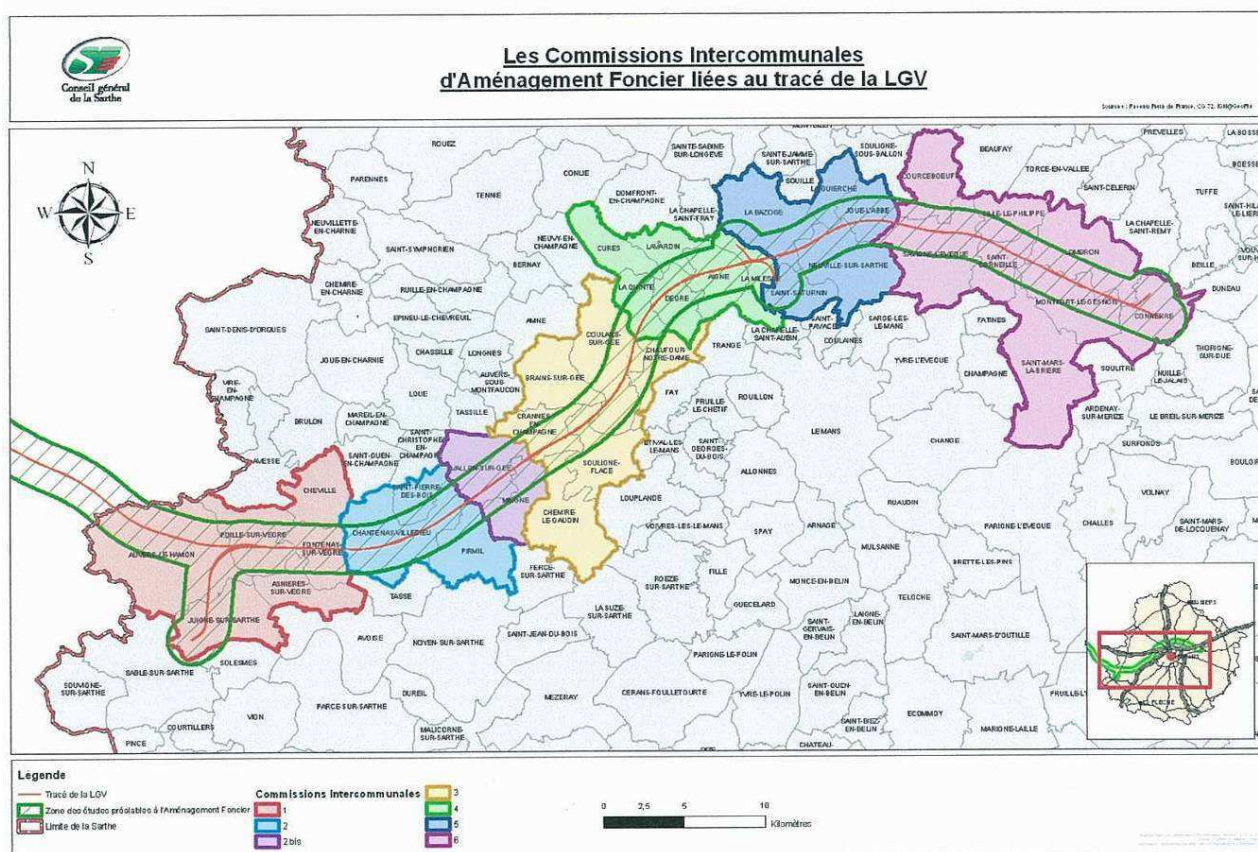 Conseil général
de la Sarthe
Les Commissions Intercommunales
d'Aménagement Foncier liées au tracé de la LGV
N
W
E
S
ROUEZ
PARENNES
TENNIE
CONLIE
SAINTE-SABINE
-SUR-LONGEVE
SAINTE-JAMME
-SUR-SARTHE
SOUILLE
SOULIGNE
-SOUS-BALLON
BEAUFAY
PREVELLES
TORCE-EN-VALLEE
SAINT-CELERIN
TUFFE
LA CHAPELLE
-SAINT-REMY
DUNEAU
NEUVILLETTE
-EN-CHARNIE
SAINT-SYMPHORIEN
DOMFRONT
-EN-CHAMPAGNE
LA CHAPELLE
-SAINT-FRAY
NEUVY-EN
-CHAMPAGNE
BERNAY
CURES
LAVARDIN
LA BAZOGE
LA GUIERCHE
JOUE-L'ABBE
COURCEBOEUF
SAINT
-CORNEILLE
LOMBRON
MONTFORT-LE-GESNOIS
CONNERRE
CHEMIRE
-EN-CHARNIE
RUILLE-EN-CHAMPAGNE
EPINEU-LE-CHEVREUIL
AMNE
LA QUINTE
DEGRE
AIGNE
NEUVILLE-SUR-SARTHE
SAINT-SATURNIN
LA CHAPELLE
-SAINT-AUBIN
SAINT
-PAVACE
COULAINES
SARGE-LES
-LE-MANS
YVRE-L'EVEQUE
FATINES
CHAMPAGNE
SAINT-MARS
-LA-BRIERE
SOULITRE
THORIGNE
-SUR-DUE
NUILLE
-LE-JALAIS
ARDENAY
-SUR-MERIZE
LE BREIL-SUR-MERIZE
SURFONDS
SAINT-DENIS-D'ORQUES
JOUE-EN-CHARNIE
CHASSILLE
LONGNES
AUVERS
-SOUS
-MONTFAUCON
COULANS
-SUR-GEE
CHAUFOUR
-NOTRE-DAME
TRANGE
BRAINS-SUR-GEE
FAY
PRUILLE
-LE-CHETIF
ROUILLON
LE MANS
CHANGE
VIRE
-EN
-CHAMPAGNE
BRULON
MAREIL-EN
-CHAMPAGNE
LOUE
TASSILLE
SAINT
-CHRISTOPHE
-EN
-CHAMPAGNE
SAINT-OUEN
-EN-CHAMPAGNE
CRANNES
-EN
-CHAMPAGNE
SOULIGNE
-FLACE
ETIVAL-LES
-LE-MANS
SAINT
-GEORGES
-DU-BOIS
ALLONNES
AVESSE
CHEVILLE
SAINT-PIERRE
-DES-BOIS
VALLON-SUR-GEE
MAIGNE
CHEMIRE
-LE-GAUDIN
LOUPLANDE
VOIVRES-LES-LE-MANS
SPAY
ARNAGE
RUAUDIN
MULSANNE
PARIGNE-L'EVEQUE
CHALLES
VOLNAY
SAINT-MARS
-DE-LOCQUENAY
AUVERS-LE-HAMON
POILLE-SUR-VEGRE
FONTENAY
-SUR-VEGRE
CHANTENAY-VILLEDIEU
PIRMIL
FERCE
-SUR-SARTHE
ROEZE
-SUR-SARTHE
FILLE
GUECELARD
MONCE-EN-BELIN
TELOCHE
BRETTE-LES-PINS
ASNIERES
-SUR-VEGRE
TASSE
JUIGNE-SUR-SARTHE
AVOISE
NOYEN-SUR-SARTHE
SAINT-JEAN-DU-BOIS
LA SUZE
-SUR-SARTHE
PARIGNE-LE-POLIN
SAINT
-GERVAIS
-EN-BELIN
LAIGNE
-EN-BELIN
SAINT-MARS-D'OUTILLE
SOLESMES
SABLE-SUR-SARTHE
SOUVIGNE
-SUR-SARTHE
DUREIL
PARCE-SUR-SARTHE
MEZERAY
CERANS-FOULLETOURTE
YVRE-LE-POLIN
SAINT-OUEN
-EN-BELIN
ECOMMOY
PINCE
COURTILLERS
VION
MALICORNE
-SUR-SARTHE
SAINT-BIEZ
-EN-BELIN
MARIGNE-LAILLE
Légende
Tracé de la LGV
Zone des études préalables à l'Aménagement Foncier
Limite de la Sarthe
Commissions Intercommunales
1
2
2bis
3
4
5
6
0 2,5 5 10
Kilomètres